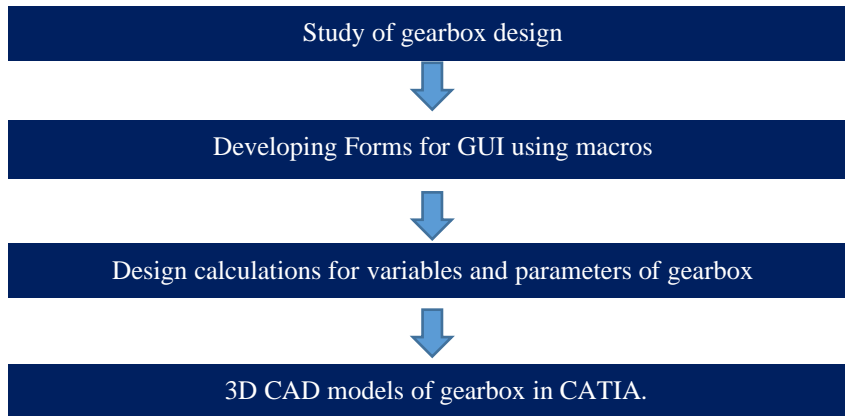 Study of gearbox design
Developing Forms for GUI using macros
Design calculations for variables and parameters of gearbox
3D CAD models of gearbox in CATIA.